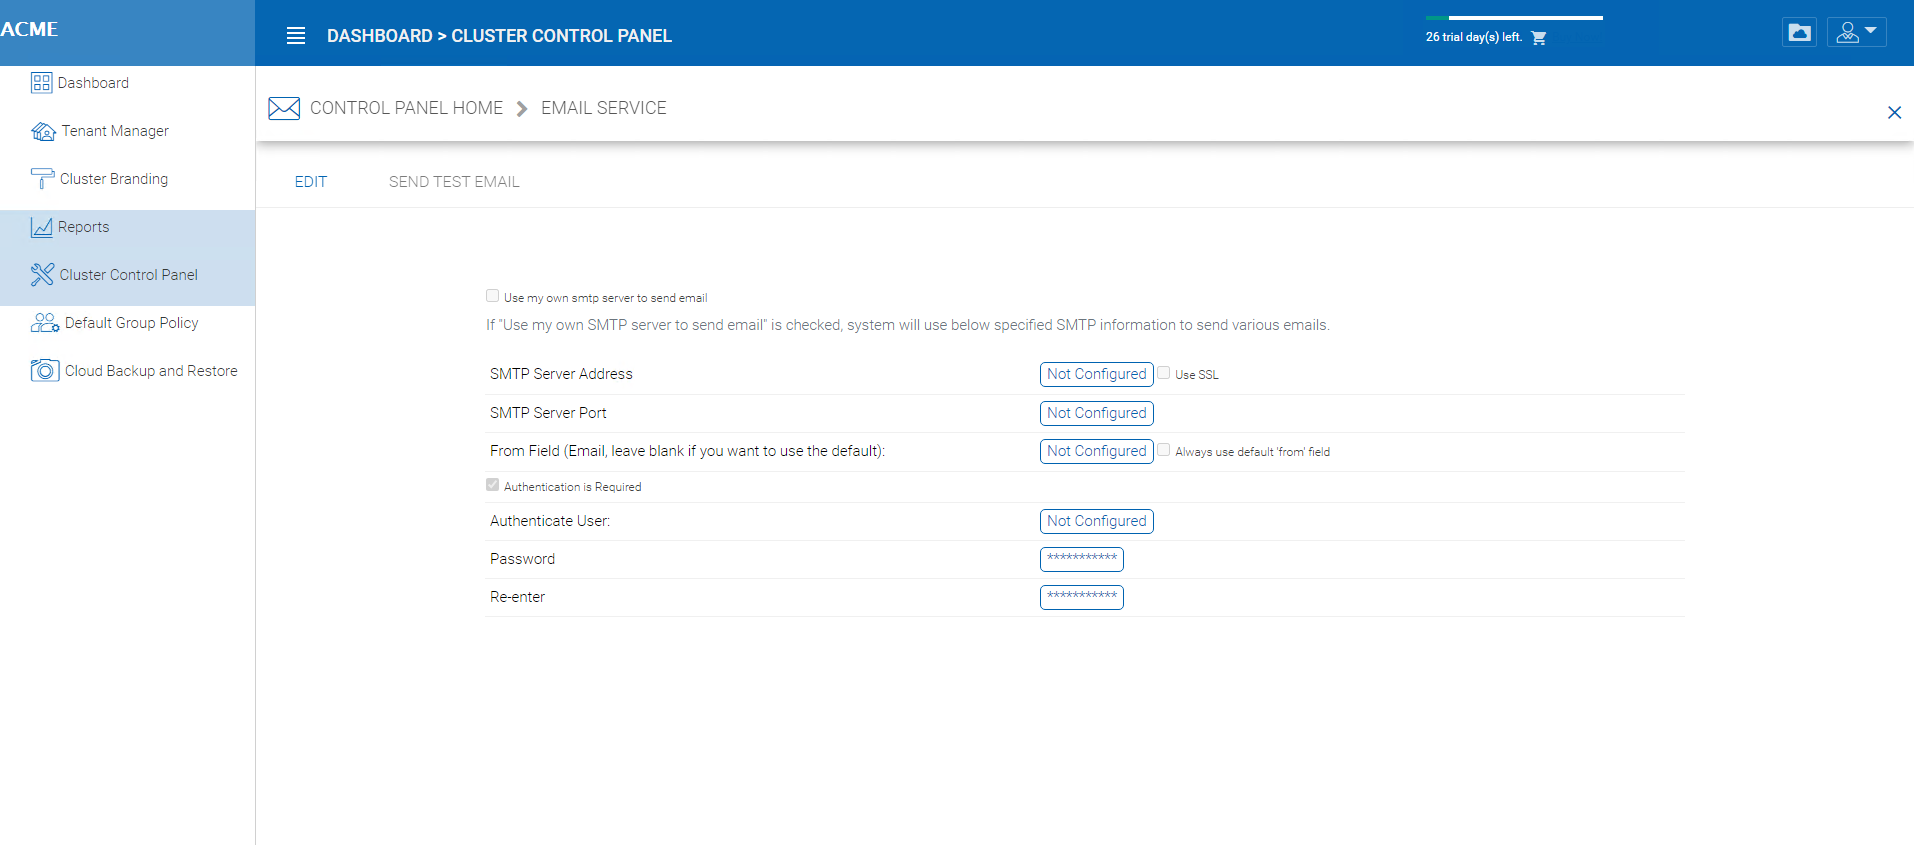 ACME
DASHBOARD > CLUSTER CONTROL PANEL
26 trial day(s) left.
Dashboard
Tenant Manager
Cluster Branding
Reports
Cluster Control Panel
Default Group Policy
Cloud Backup and Restore
CONTROL PANEL HOME EMAIL SERVICE
EDIT SEND TEST EMAIL
Use my own smtp server to send email
If "Use my own SMTP server to send email" is checked, system will use below specified SMTP information to send various emails.
SMTP Server Address Not Configured Use SSL
SMTP Server Port Not Configured
From Field (Email, leave blank if you want to use the default): Not Configured Always use default 'from' field
Authentication is Required
Authenticate User: Not Configured
Password ***********
Re-enter ***********